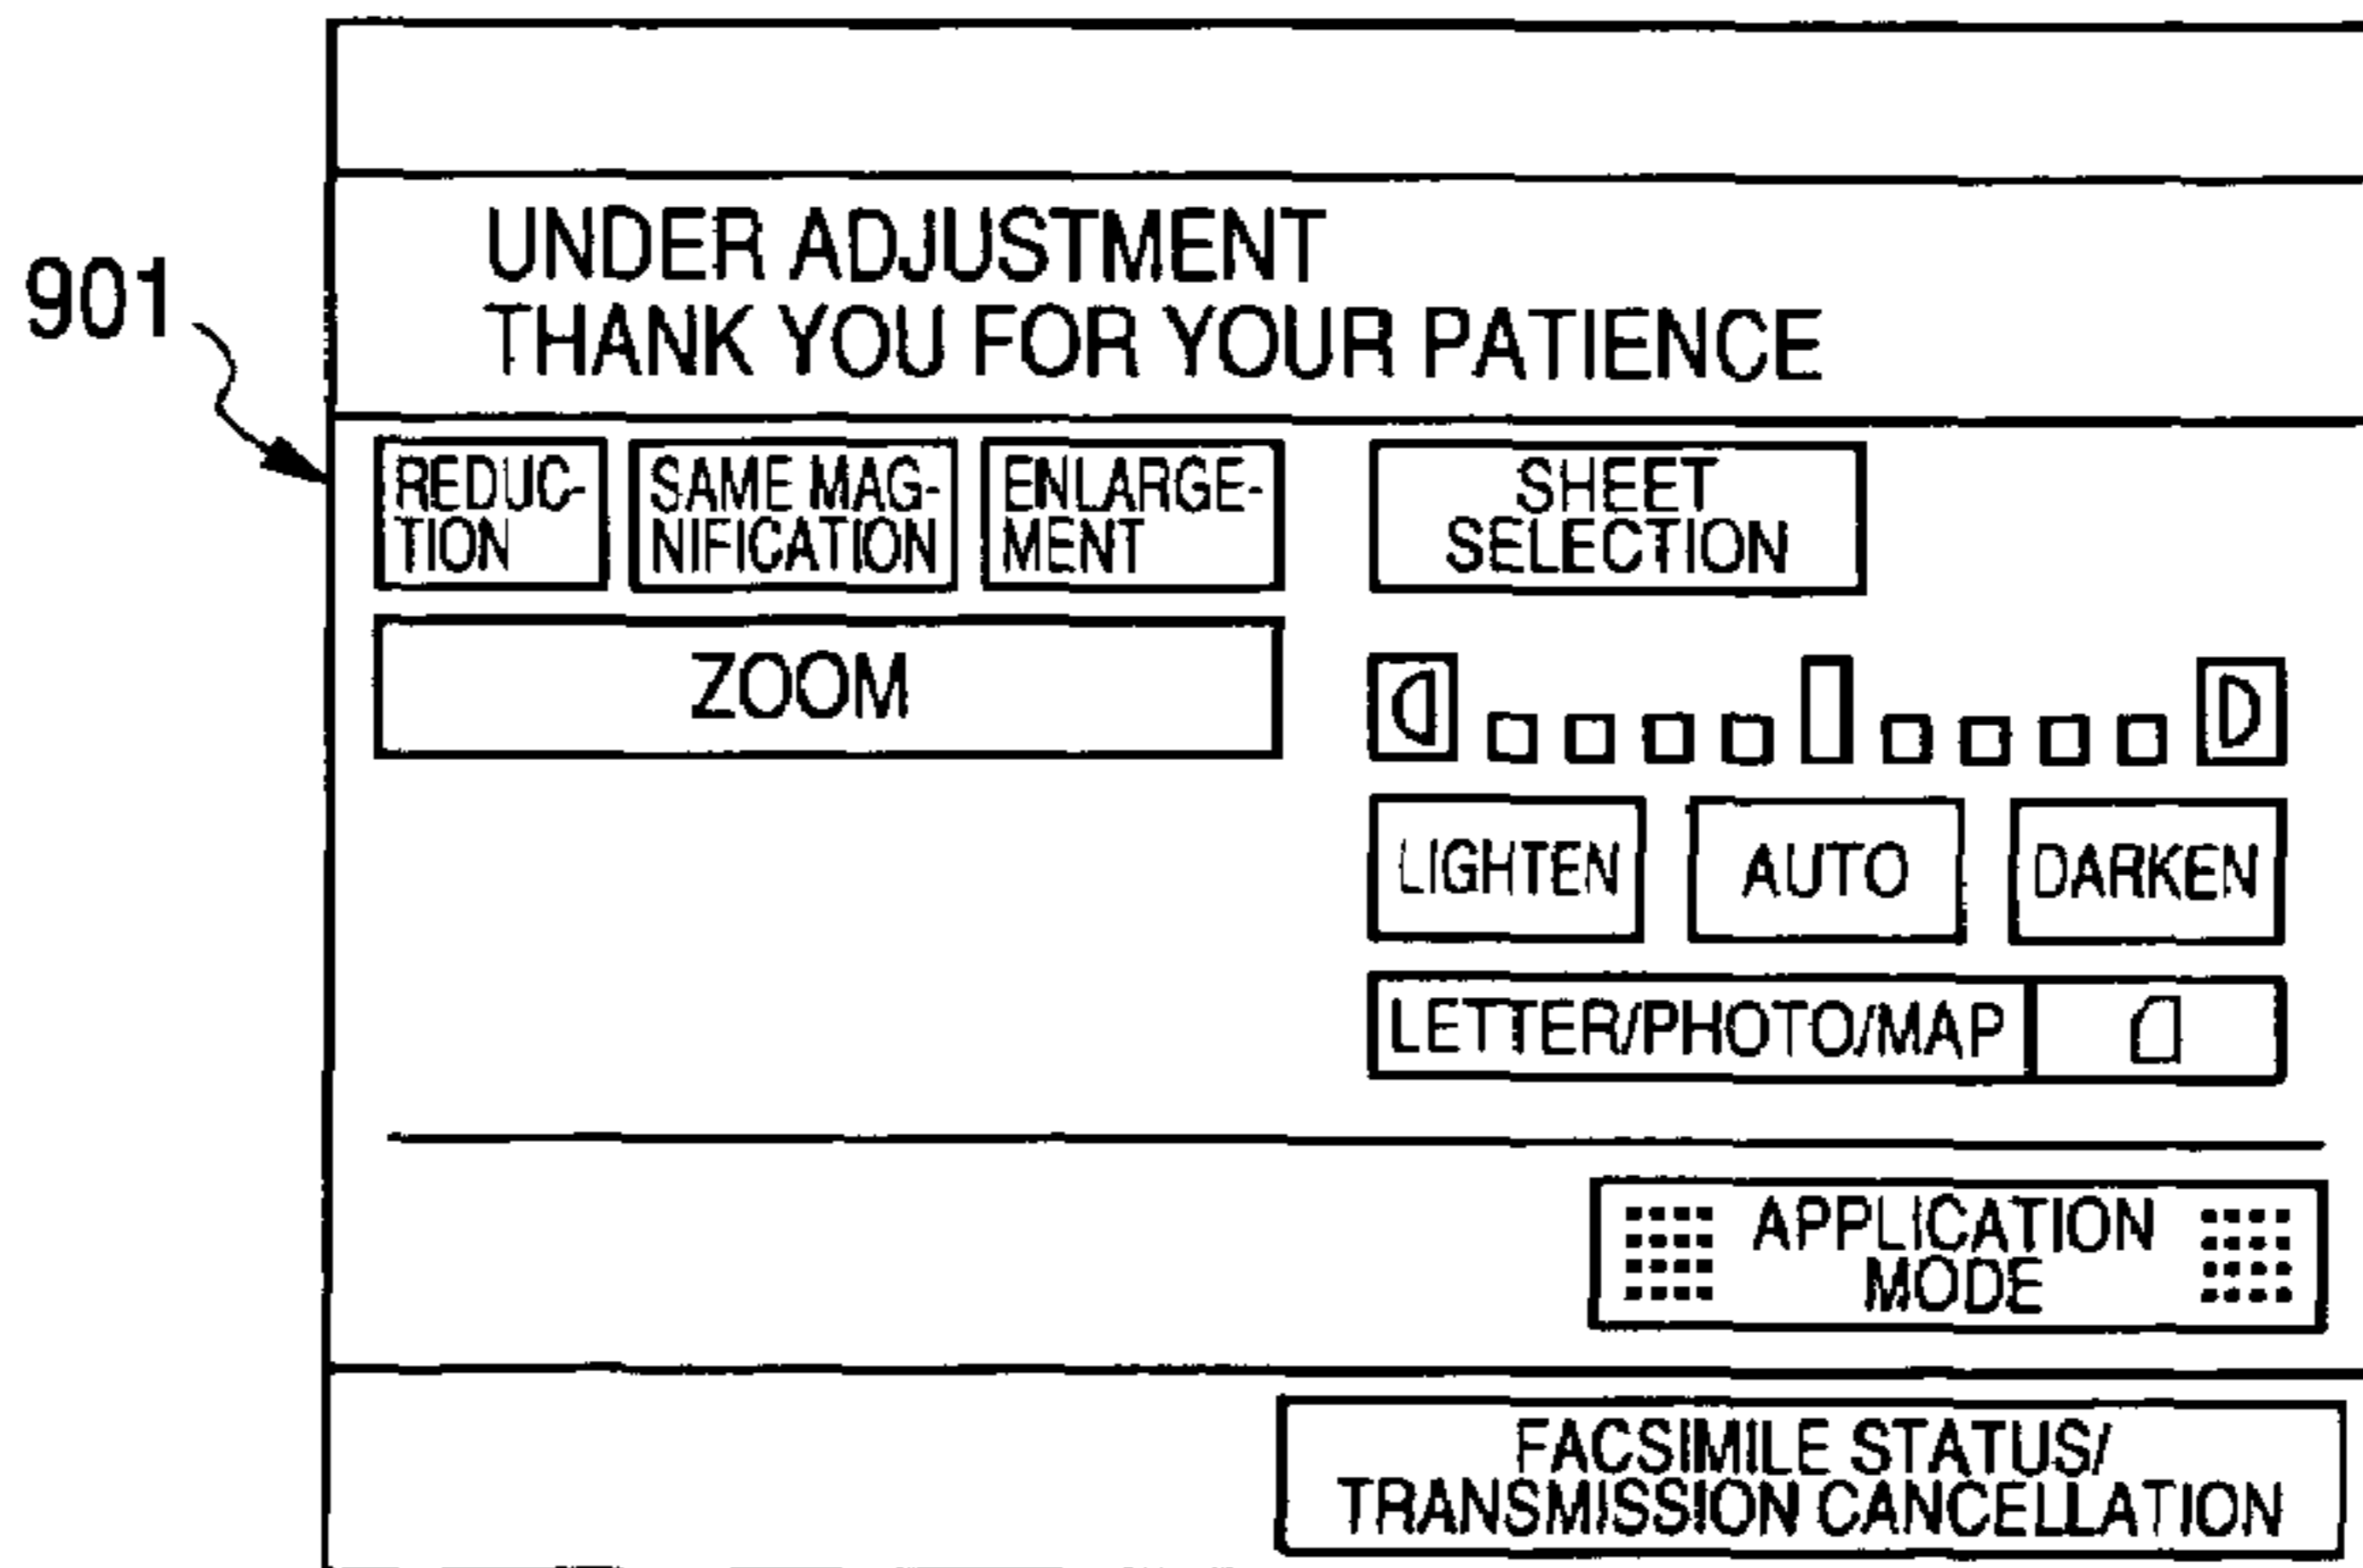 UNDER ADJUSTMENT
THANK YOU FOR YOUR PATIENCE
901
REDUC-
TION
SAME MAG-
NIFICATION
ENLARGE-
MENT
SHEET
SELECTION
ZOOM
LIGHTEN
AUTO
DARKEN
LETTER/PHOTO/MAP
APPLICATION
MODE
FACSIMILE STATUS/
TRANSMISSION CANCELLATION